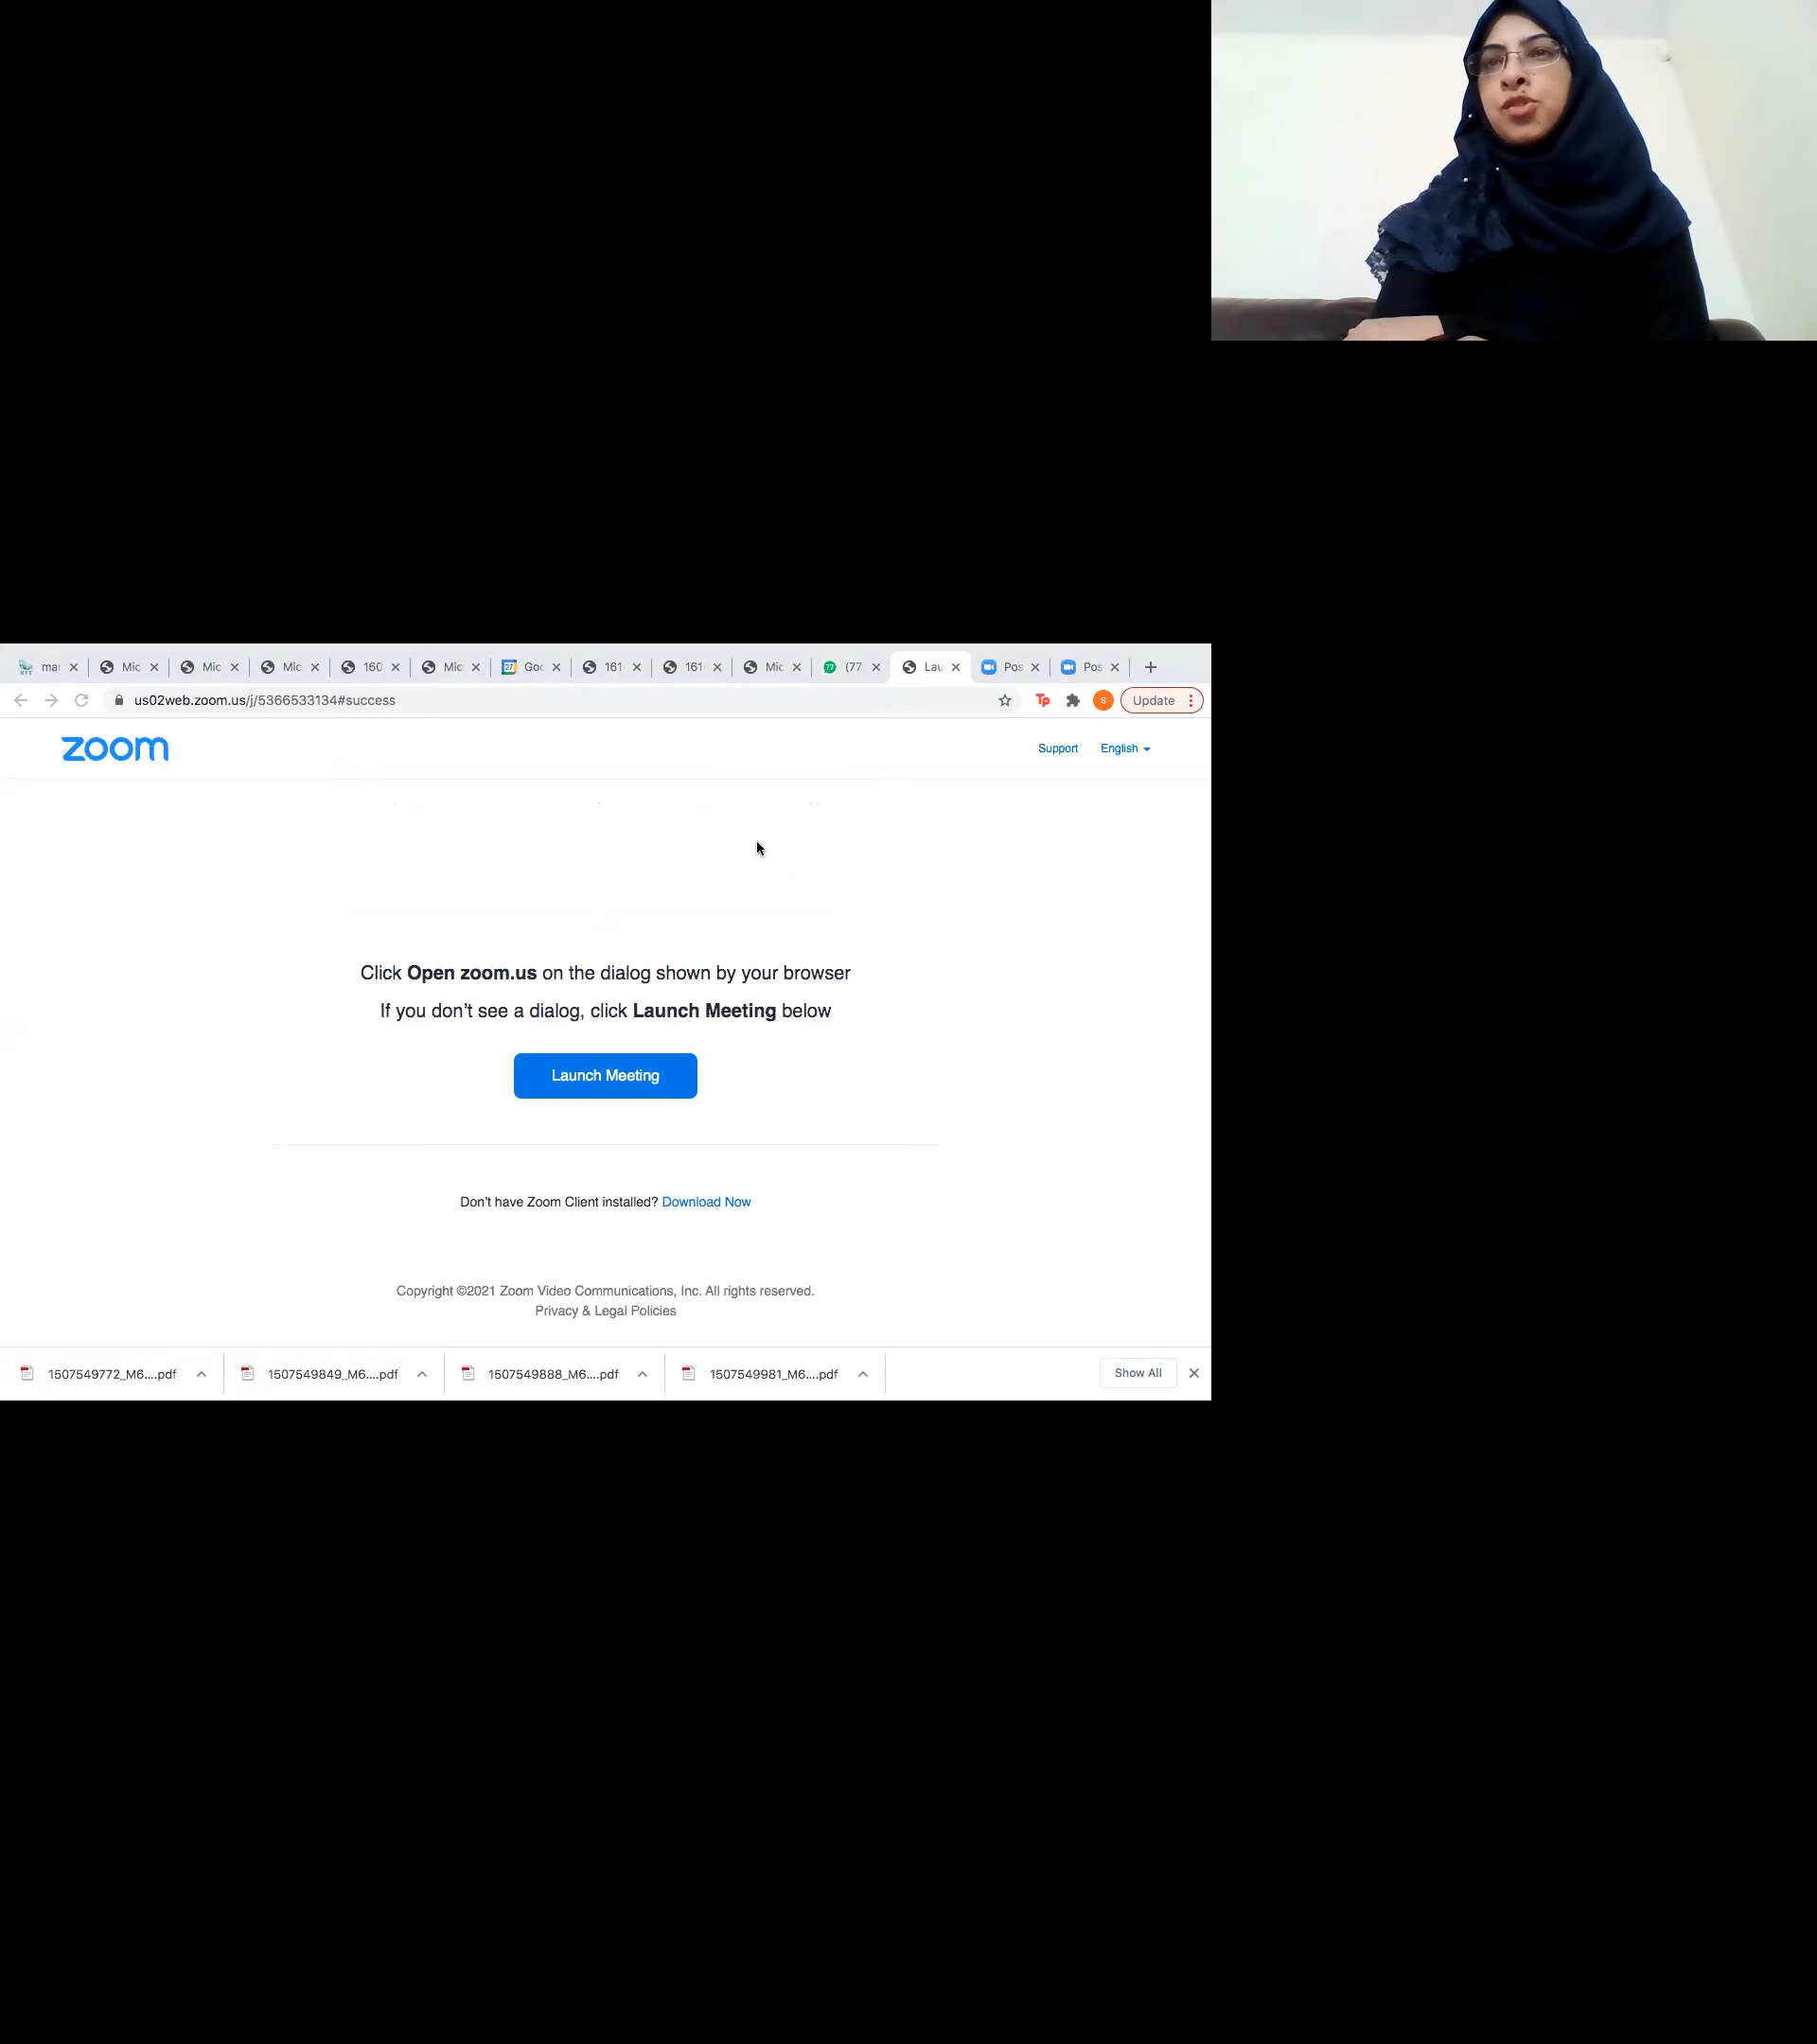 mar Mic Mic Mic 160 Mic 27 Goo 161 161 Mic 77 (77 Lau Pos Pos
us02web.zoom.us/j/5366533134#success Tp S Update
zoom Support English
Click Open zoom.us on the dialog shown by your browser
If you don't see a dialog, click Launch Meeting below
Launch Meeting
Don't have Zoom Client installed? Download Now
Copyright ©2021 Zoom Video Communications, Inc. All rights reserved.
Privacy & Legal Policies
1507549772_M6....pdf 1507549849_M6....pdf 1507549888_M6....pdf 1507549981_M6....pdf Show All